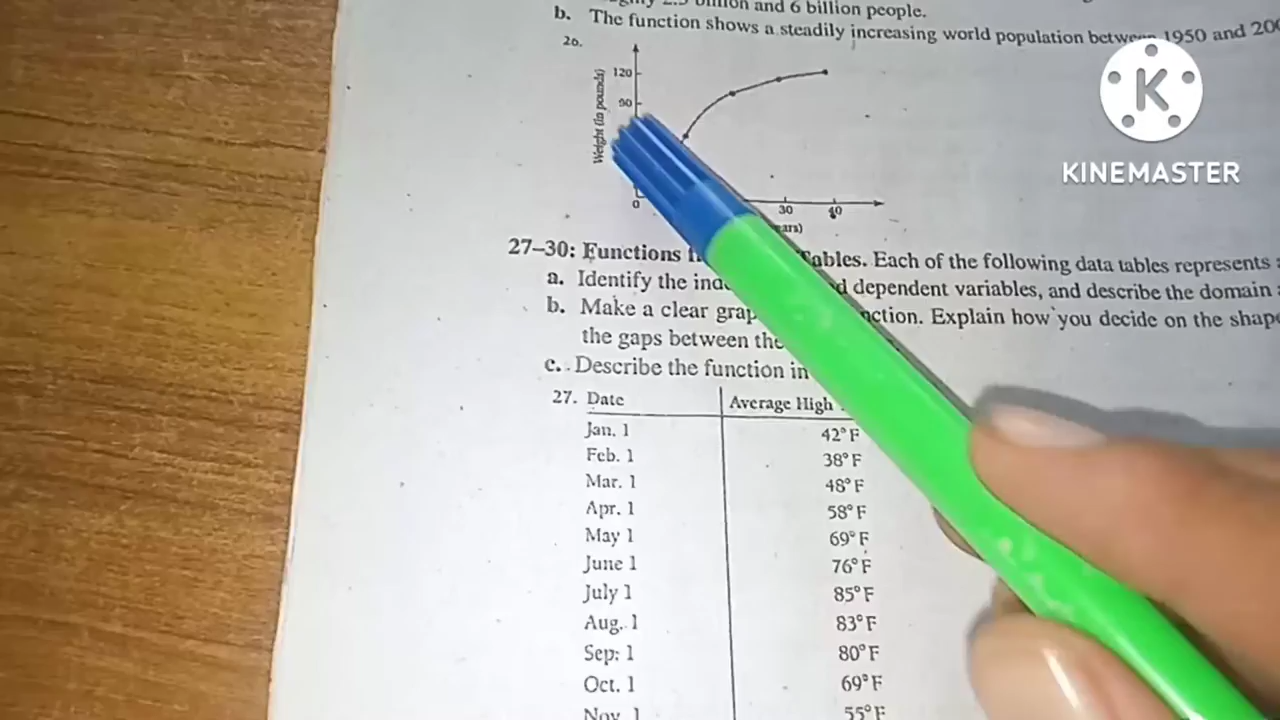 and 6 billion people.
b. The function shows a steadily increasing world population between 1950 and
26.
Weight (in pounds)
120
90
0
30
40
27–30: Functions Tables. Each of the following data tables represents
a. Identify the dependent variables, and describe the domain
b. Make a clear Explain how you decide on the shape
the gaps between
c. Describe the function in
27. Date
Average High
Jan. 1
42°F
Feb. 1
38°F
Mar. 1
48°F
Apr. 1
58°F
May 1
69°F
June 1
76°F
July 1
85°F
Aug. 1
83°F
Sep: 1
80°F
Oct. 1
69°F
Nov. 1
55°F
K
KINEMASTER